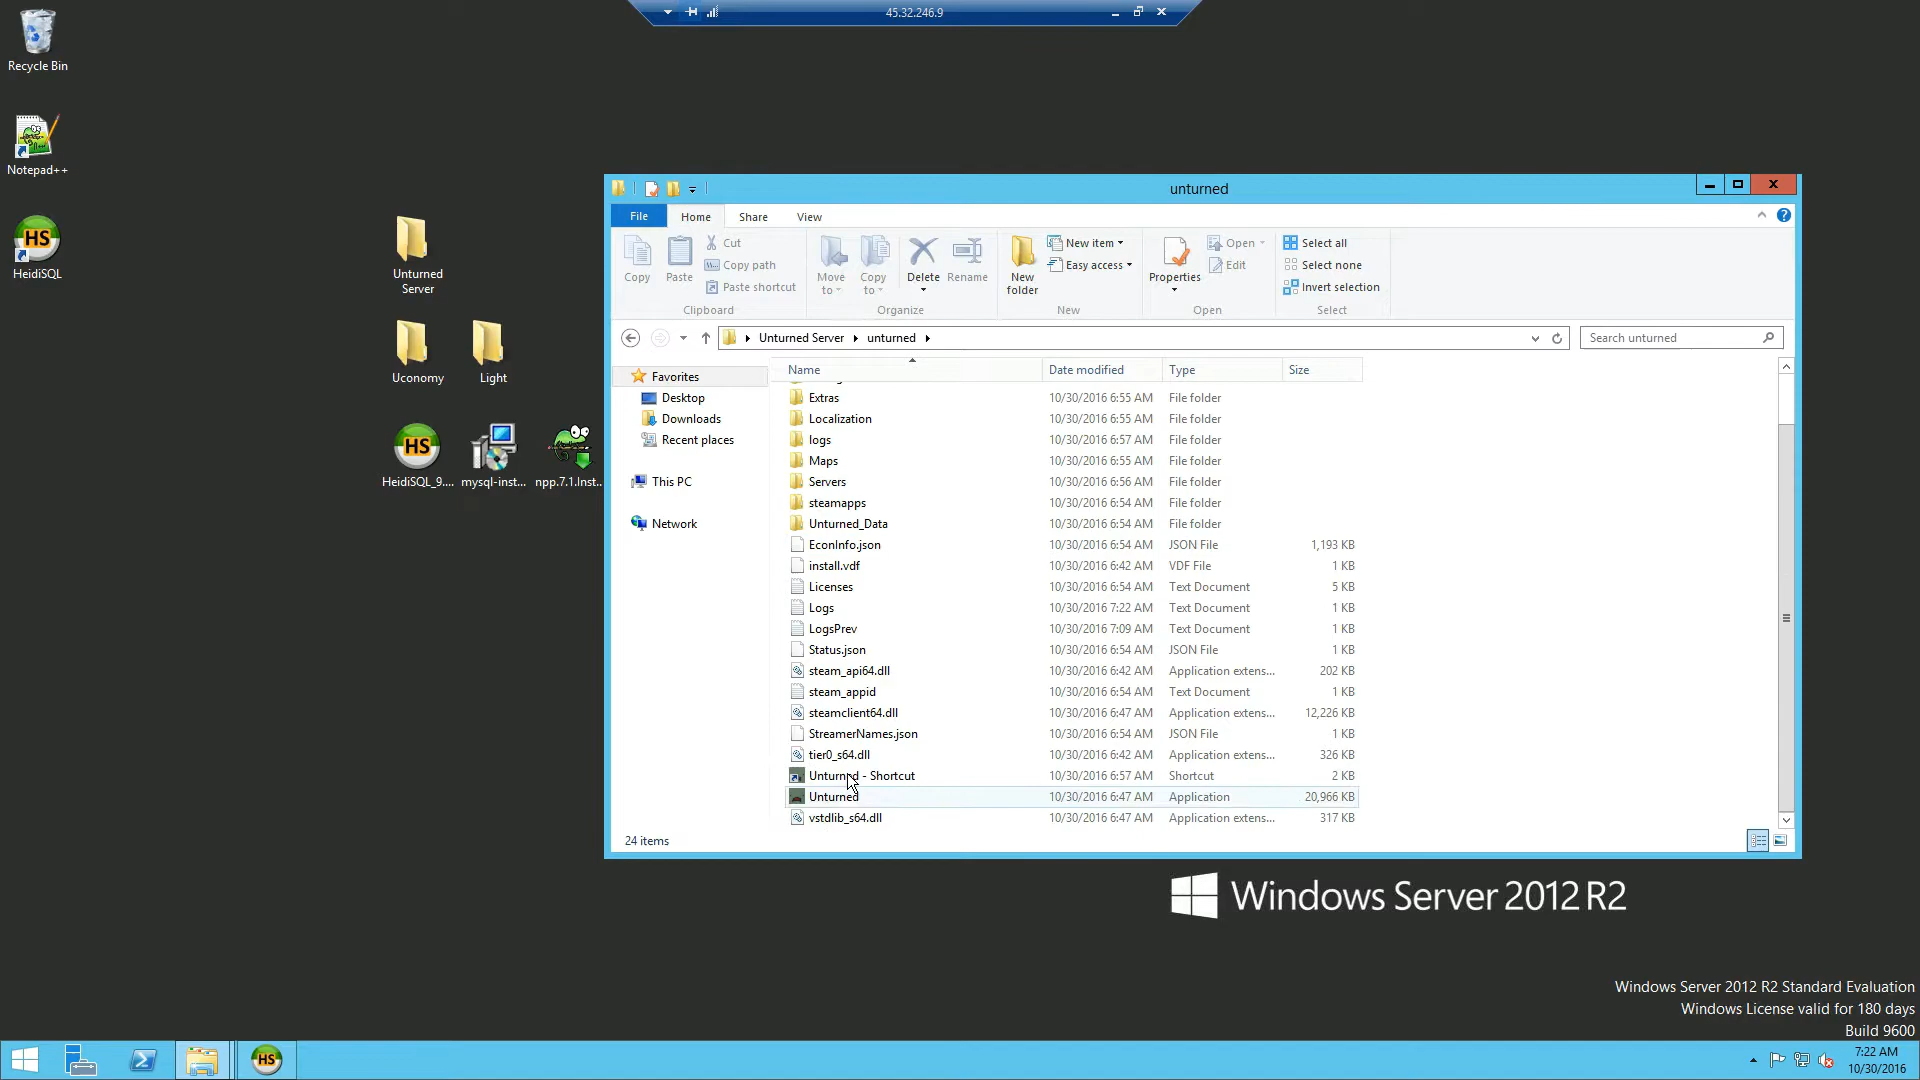 45.32.246.9
Recycle Bin
Notepad++
HeidiSQL
Unturned
Server
Uconomy
Light
HeidiSQL_9....
mysql-inst...
npp.7.1.Inst...
unturned
File
Home
Share
View
Copy
Paste
Cut
Copy path
Paste shortcut
Clipboard
Move
to
Copy
to
Delete
Rename
Organize
New
folder
New item
Easy access
New
Properties
Open
Edit
Open
Select all
Select none
Invert selection
Select
Unturned Server
unturned
Search unturned
Favorites
Desktop
Downloads
Recent places
This PC
Network
Name Date modified Type Size
Extras 10/30/2016 6:55 AM File folder
Localization 10/30/2016 6:55 AM File folder
logs 10/30/2016 6:57 AM File folder
Maps 10/30/2016 6:55 AM File folder
Servers 10/30/2016 6:56 AM File folder
steamapps 10/30/2016 6:54 AM File folder
Unturned_Data 10/30/2016 6:54 AM File folder
EconInfo.json 10/30/2016 6:54 AM JSON File 1,193 KB
install.vdf 10/30/2016 6:42 AM VDF File 1 KB
Licenses 10/30/2016 6:54 AM Text Document 5 KB
Logs 10/30/2016 7:22 AM Text Document 1 KB
LogsPrev 10/30/2016 7:09 AM Text Document 1 KB
Status.json 10/30/2016 6:54 AM JSON File 1 KB
steam_api64.dll 10/30/2016 6:42 AM Application extens... 202 KB
steam_appid 10/30/2016 6:54 AM Text Document 1 KB
steamclient64.dll 10/30/2016 6:47 AM Application extens... 12,226 KB
StreamerNames.json 10/30/2016 6:54 AM JSON File 1 KB
tier0_s64.dll 10/30/2016 6:42 AM Application extens... 326 KB
Unturned - Shortcut 10/30/2016 6:57 AM Shortcut 2 KB
Unturned 10/30/2016 6:47 AM Application 20,966 KB
vstdlib_s64.dll 10/30/2016 6:47 AM Application extens... 317 KB
24 items
Windows Server 2012 R2
Windows Server 2012 R2 Standard Evaluation
Windows License valid for 180 days
Build 9600
HS
7:22 AM
10/30/2016